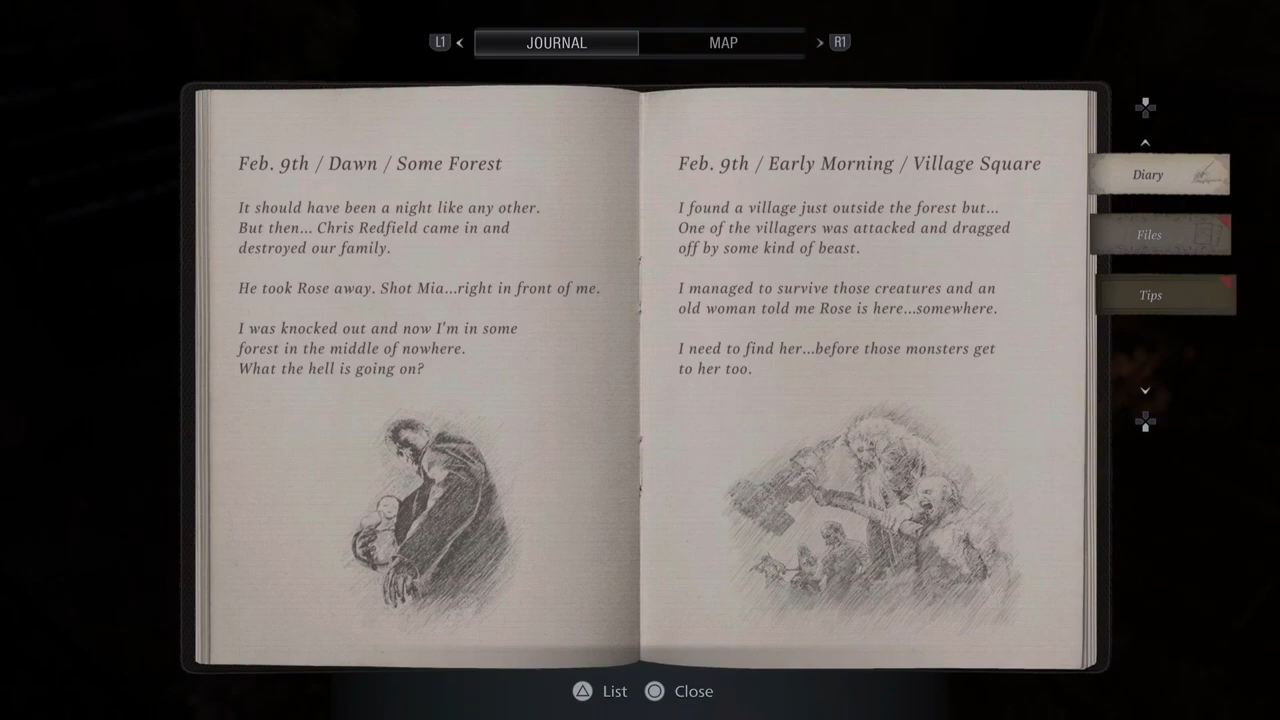 L1 JOURNAL MAP R1
Feb. 9th / Dawn / Some Forest
It should have been a night like any other.
But then... Chris Redfield came in and
destroyed our family.
He took Rose away. Shot Mia...right in front of me.
I was knocked out and now I'm in some
forest in the middle of nowhere.
What the hell is going on?
Feb. 9th / Early Morning / Village Square
I found a village just outside the forest but...
One of the villagers was attacked and dragged
off by some kind of beast.
I managed to survive those creatures and an
old woman told me Rose is here...somewhere.
I need to find her...before those monsters get
to her too.
Diary
Files
Tips
List Close